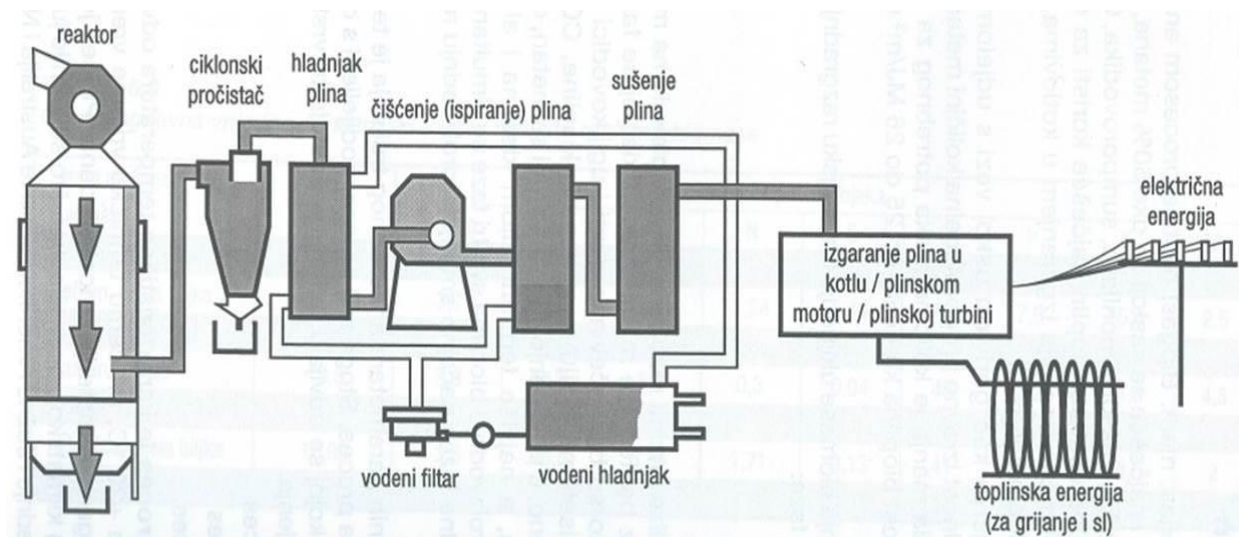 reaktor
ciklonski
pročistač
hladnjak
plina
čišćenje (ispiranje) plina
sušenje
plina
električna
energija
izgaranje plina u
kotlu / plinskom
motoru / plinskoj turbini
vodeni filtar
vodeni hladnjak
toplinska energija
(za grijanje i sl)